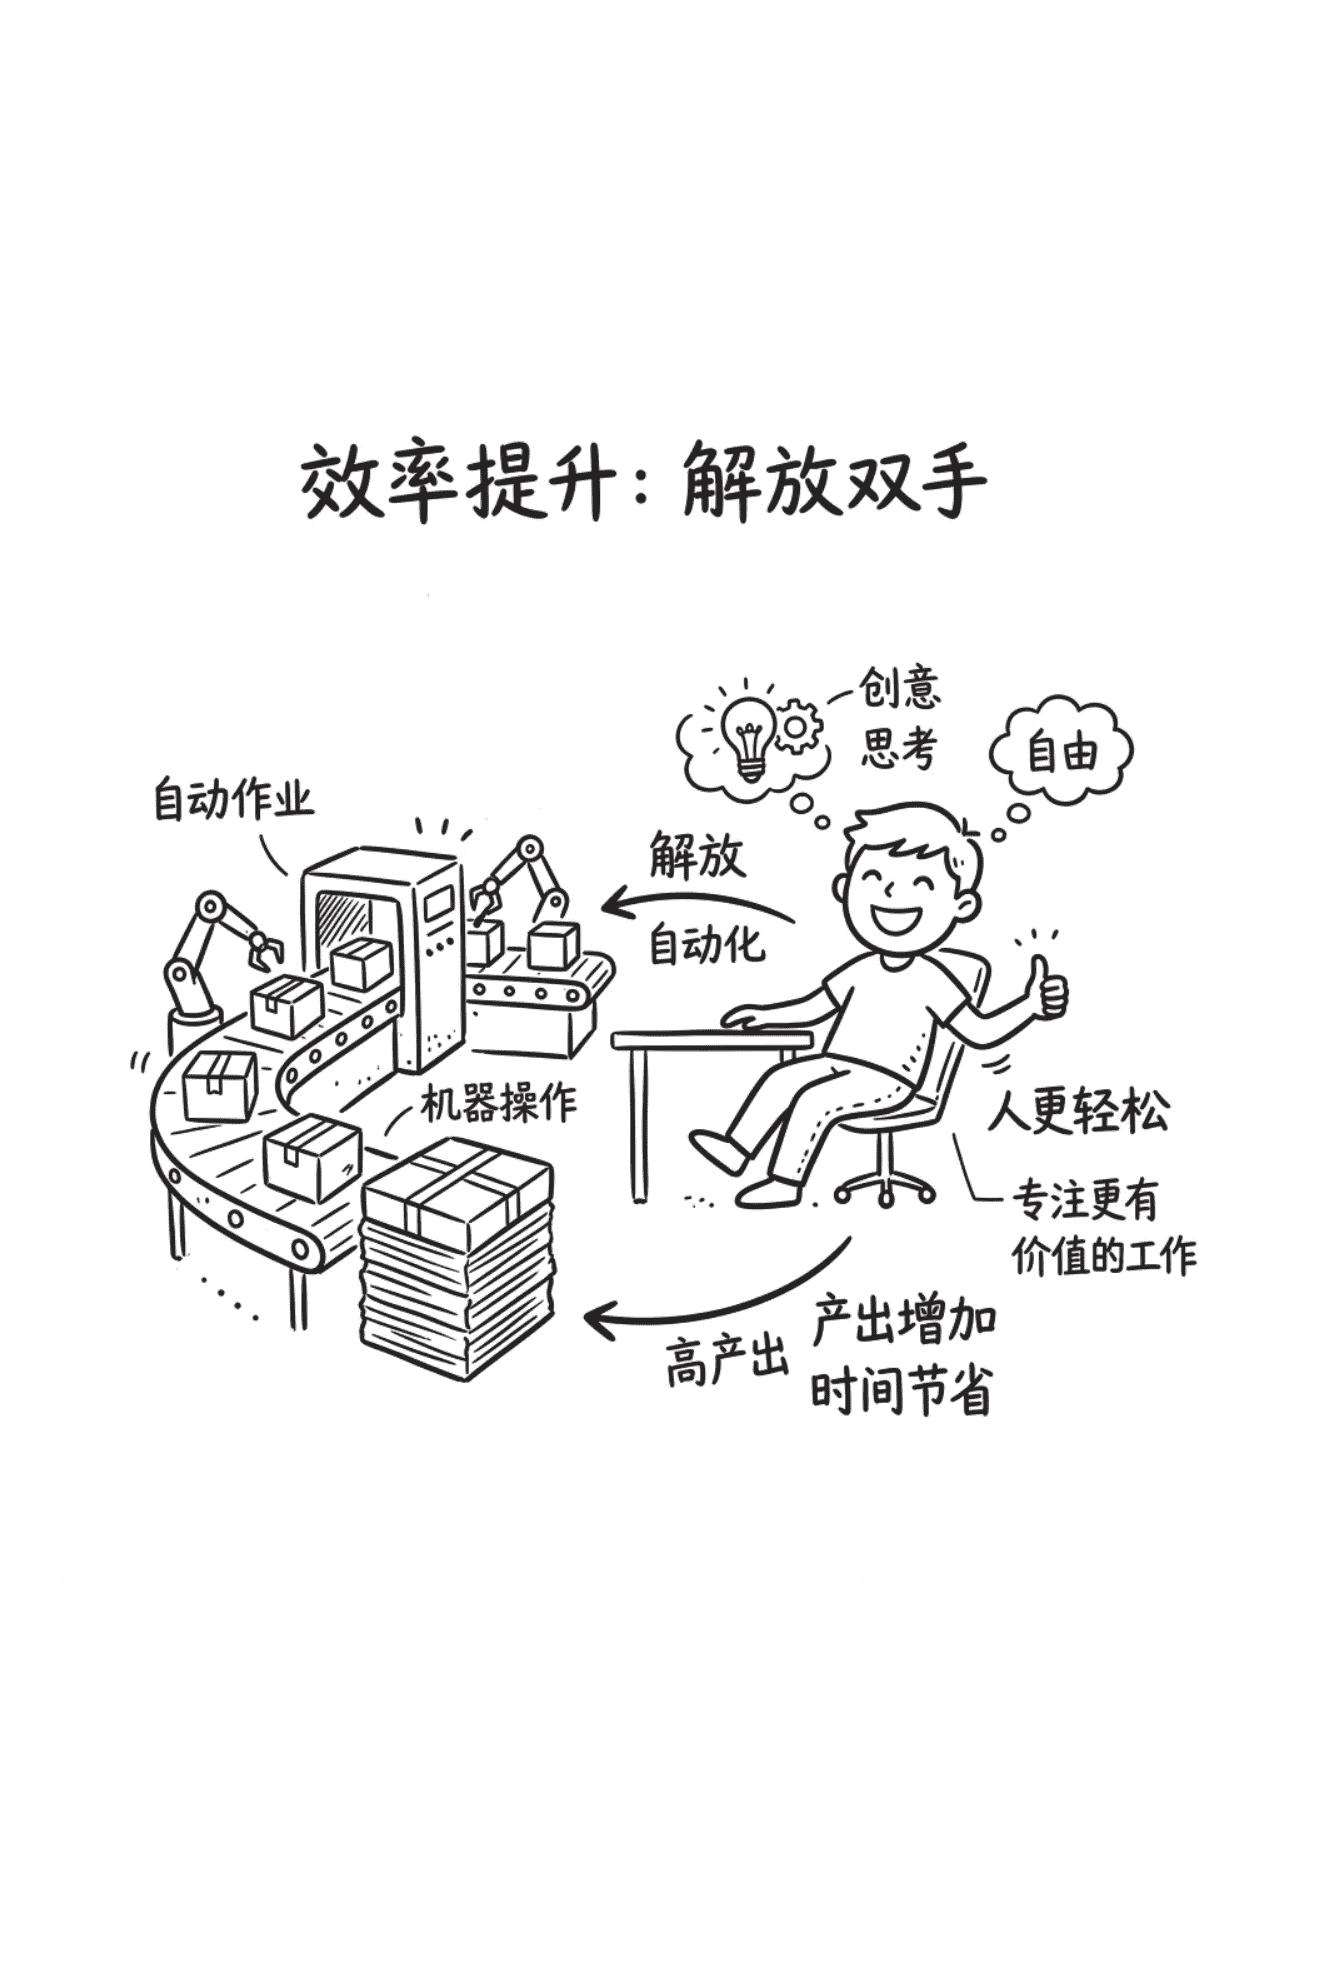 效率提升：解放双手
创意
思考
自由
自动作业
解放
自动化
机器操作
人更轻松
专注更有
价值的工作
高产出
产出增加
时间节省